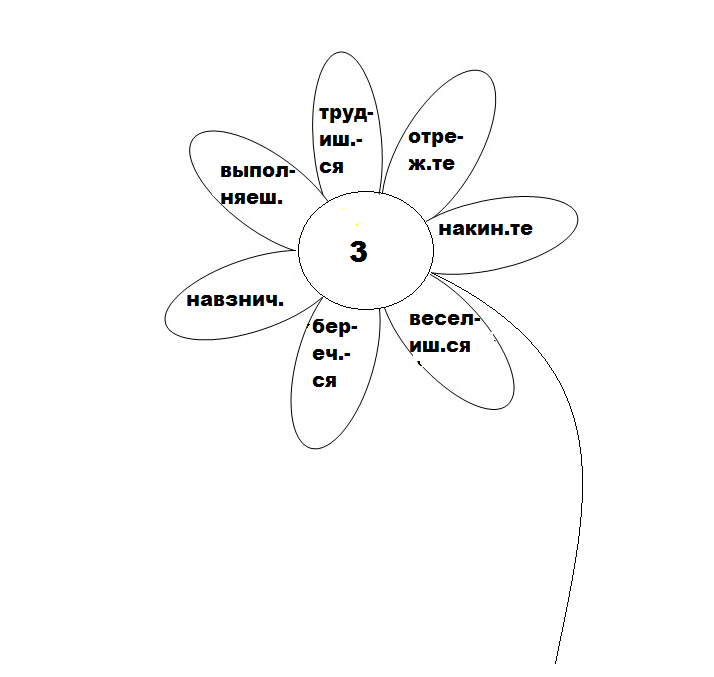 труд-
иш.-
ся
отре-
ж.те
выпол-
няеш.
накин.те
3
навзнич.
бер-
еч.-
ся
весел-
иш.ся